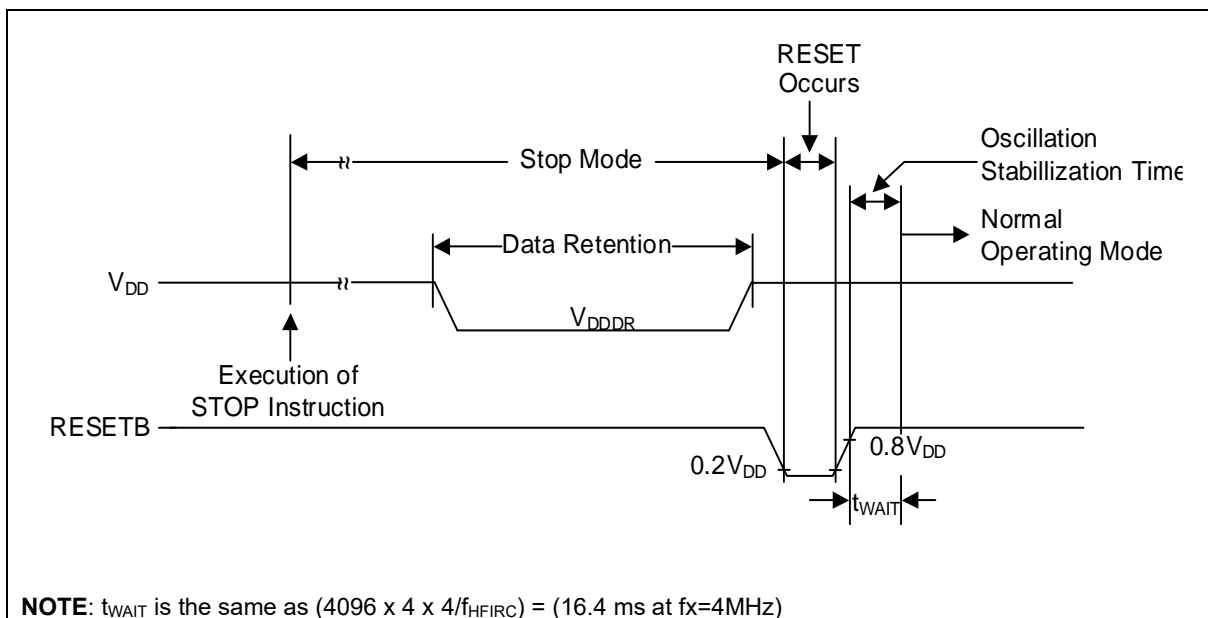 RESET
Occurs
Oscillation
Stabillization Time
Stop Mode
Normal
Operating Mode
Data Retention
VDD
VDDDR
Execution of
STOP Instruction
RESETB
0.8VDD
0.2VDD
tWAIT
NOTE: tWAIT is the same as (4096 x 4 x 4/fHFIRC) = (16.4 ms at fx=4MHz)